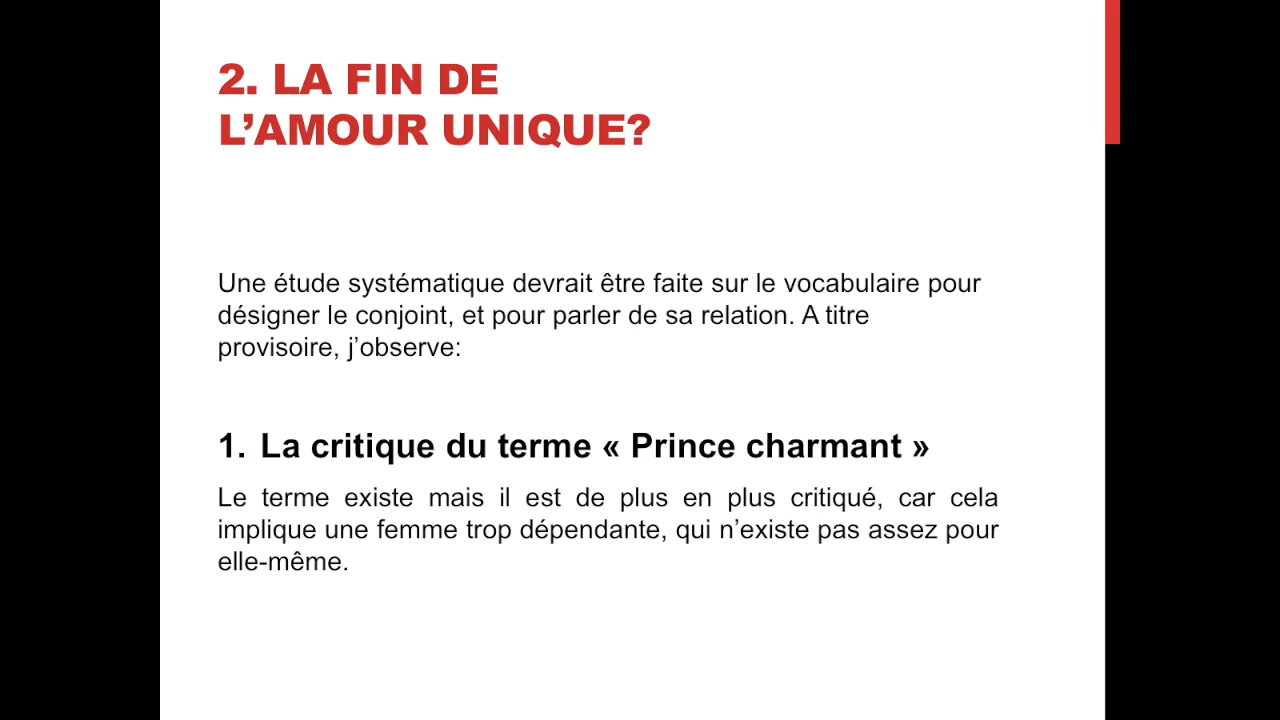 2. LA FIN DE
L’AMOUR UNIQUE?
Une étude systématique devrait être faite sur le vocabulaire pour
désigner le conjoint, et pour parler de sa relation. A titre
provisoire, j’observe:
1. La critique du terme « Prince charmant »
Le terme existe mais il est de plus en plus critiqué, car cela
implique une femme trop dépendante, qui n’existe pas assez pour
elle-même.